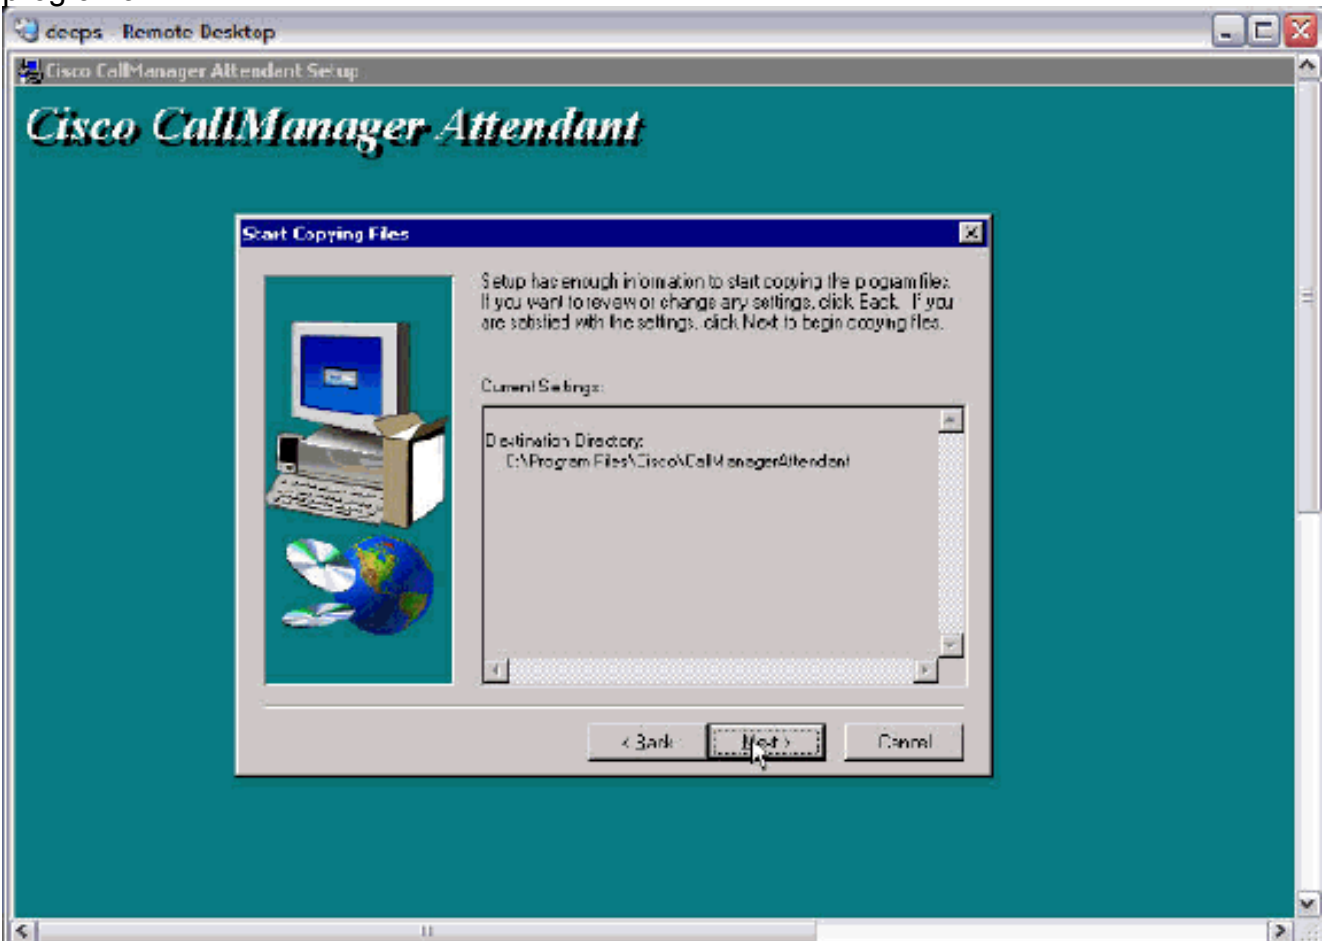 deeps - Remote Desktop
Cisco CallManager Attendant Setup
Cisco CallManager Attendant
Start Copying Files
Setup has enough information to start copying the program files.
If you want to review or change any settings, click Back. If you
are satisfied with the settings, click Next to begin copying files.
Current Settings:
Destination Directory:
C:\Program Files\Cisco\CallManagerAttendant
< Back
Next >
Cancel